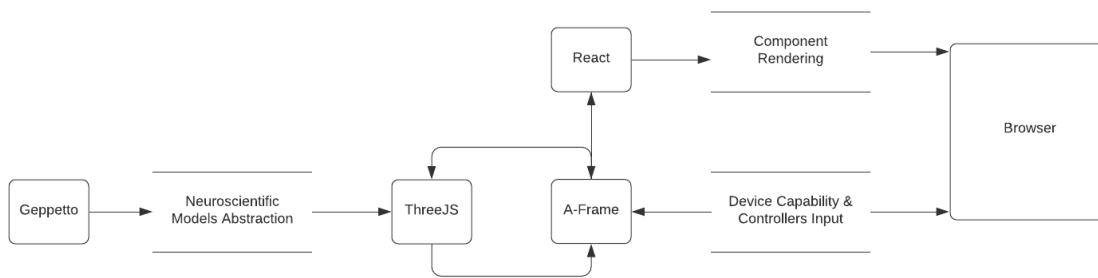 React
Component
Rendering
Browser
Geppetto
Neuroscientific
Models Abstraction
ThreeJS
A-Frame
Device Capability &
Controllers Input